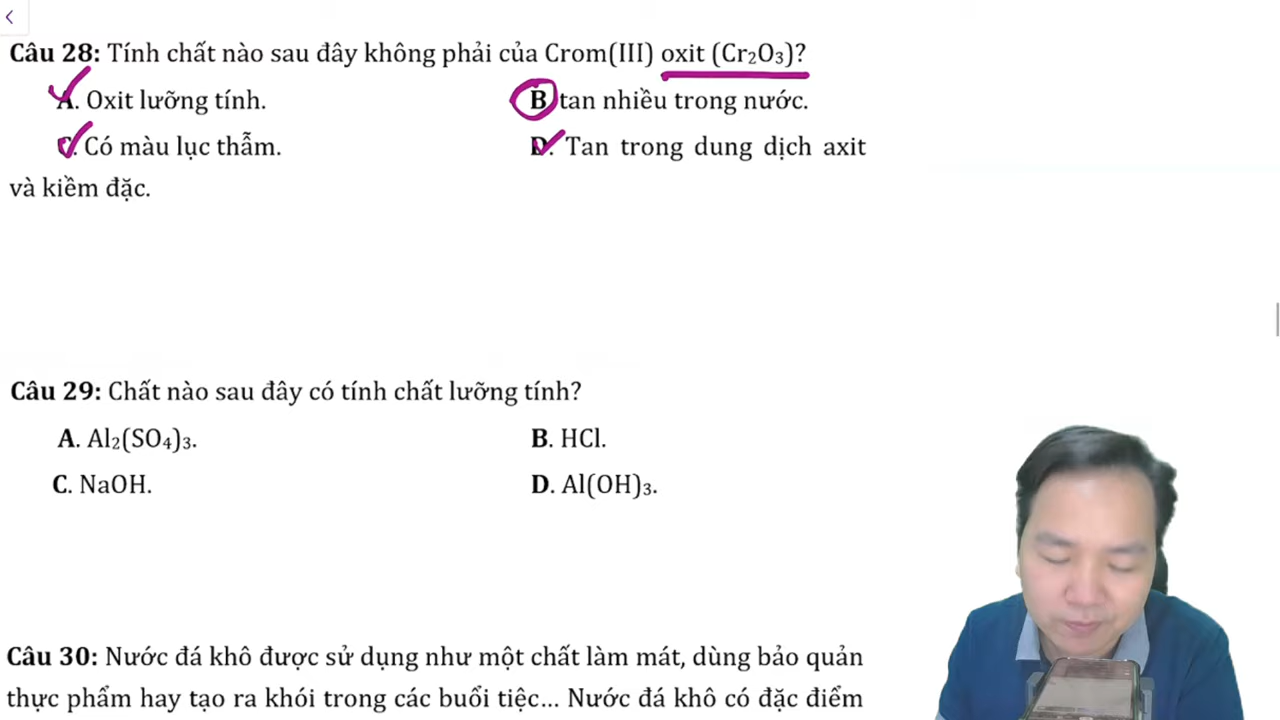 Câu 28: Tính chất nào sau đây không phải của Crom(III) oxit (Cr₂O₃)?
A. Oxit lưỡng tính. B tan nhiều trong nước.
C. Có màu lục thẫm. D. Tan trong dung dịch axit
và kiềm đặc.
Câu 29: Chất nào sau đây có tính chất lưỡng tính?
A. Al₂(SO₄)₃. B. HCl.
C. NaOH. D. Al(OH)₃.
Câu 30: Nước đá khô được sử dụng như một chất làm mát, dùng bảo quản
thực phẩm hay tạo ra khói trong các buổi tiệc... Nước đá khô có đặc điểm